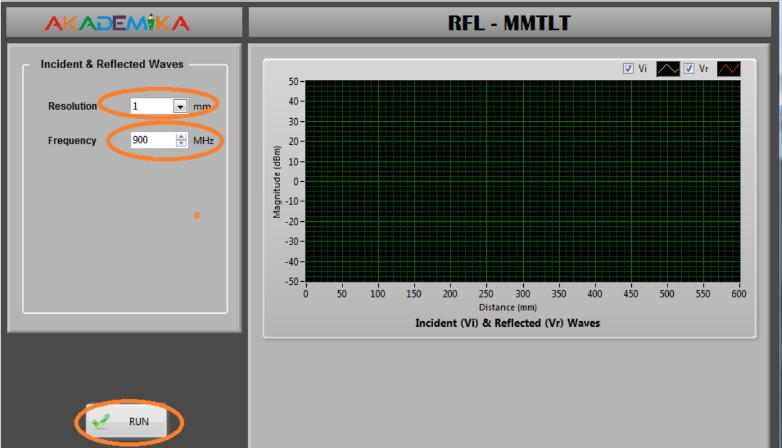 AKADEMIKA
RFL - MMTLT
Incident & Reflected Waves
Resolution 1 mm
Frequency 900 MHz
RUN
Vi Vr
Magnitude (dBm)
50
40
30
20
10
0
-10
-20
-30
-40
-50
0 50 100 150 200 250 300 350 400 450 500 550 600
Distance (mm)
Incident (Vi) & Reflected (Vr) Waves